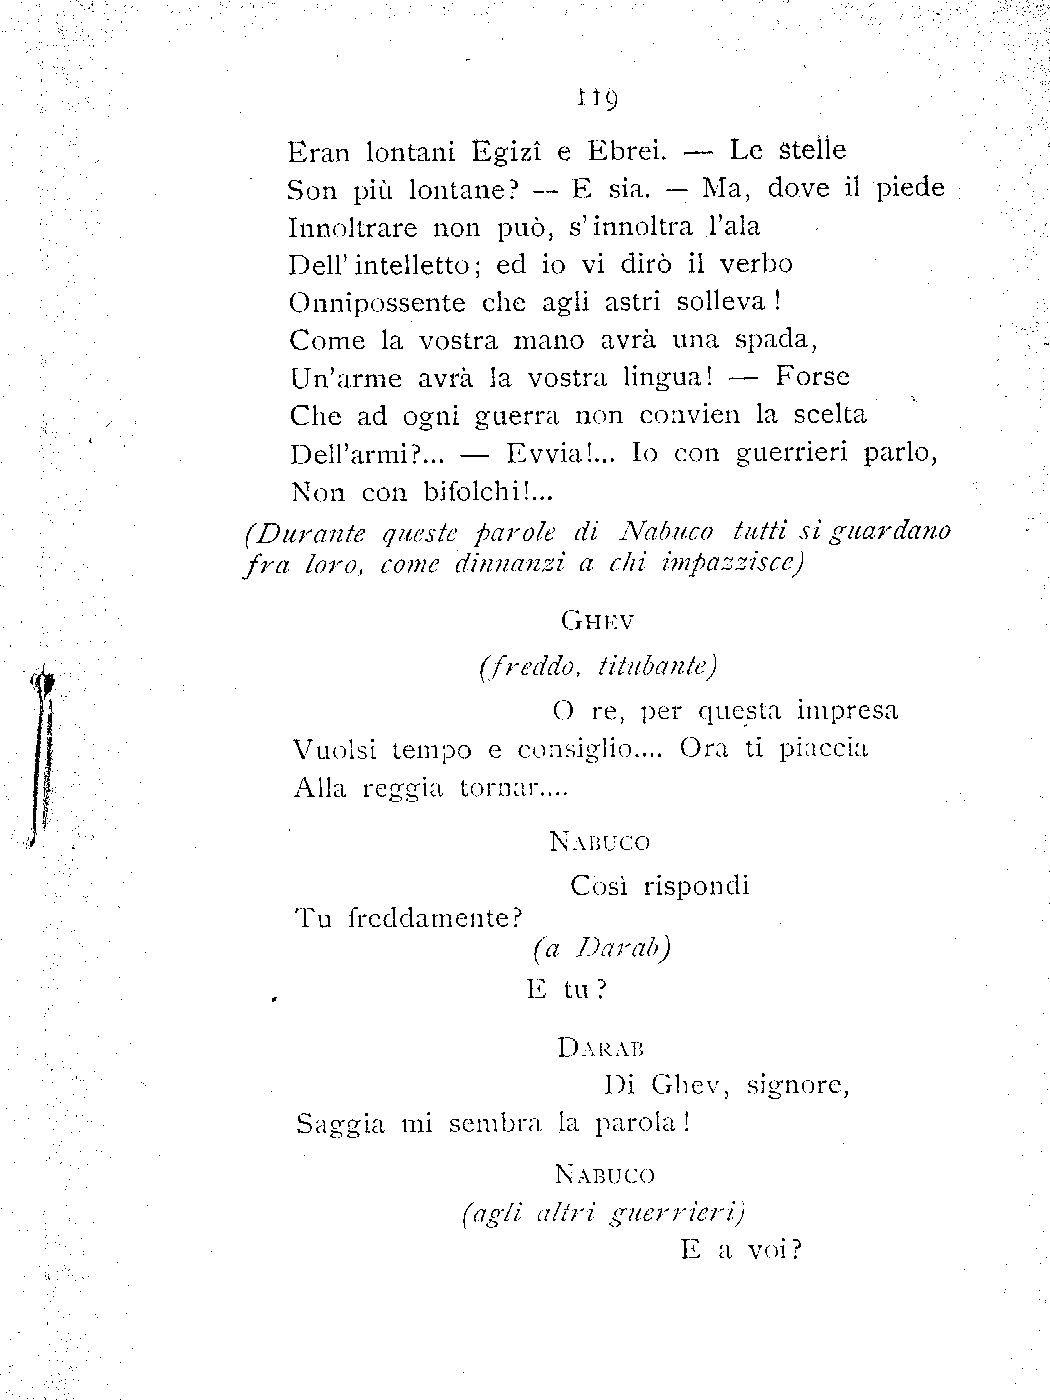 119
Eran lontani Egizî e Ebrei. — Le stelle
Son più lontane? — E sia. — Ma, dove il piede
Innoltrare non può, s'innoltra l'ala
Dell'intelletto; ed io vi dirò il verbo
Onnipossente che agli astri solleva!
Come la vostra mano avrà una spada,
Un'arme avrà la vostra lingua! — Forse
Che ad ogni guerra non convien la scelta
Dell'armi?... — Evvia!... Io con guerrieri parlo,
Non con bifolchi!...
(Durante queste parole di Nabuco tutti si guardano
fra loro, come dinnanzi a chi impazzisce)
GHEV
(freddo, titubante)
O re, per questa impresa
Vuolsi tempo e consiglio.... Ora ti piaccia
Alla reggia tornar....
NABUCO
Così rispondi
Tu freddamente?
(a Darab)
E tu?
DARAB
Di Ghev, signore,
Saggia mi sembra la parola!
NABUCO
(agli altri guerrieri)
E a voi?